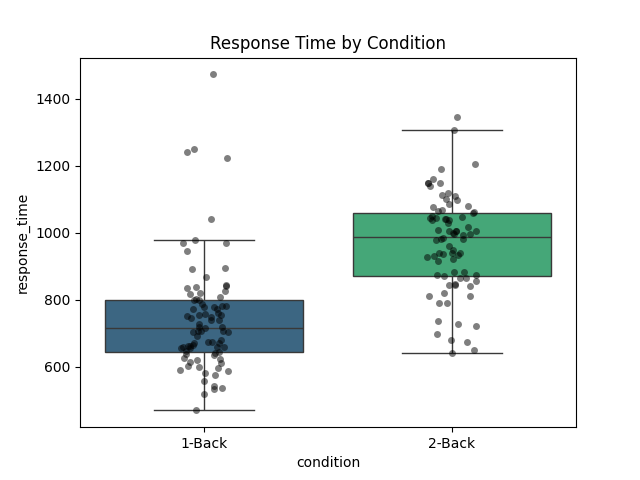 Response Time by Condition
1400
1200
1000
800
600
response_time
1-Back
2-Back
condition